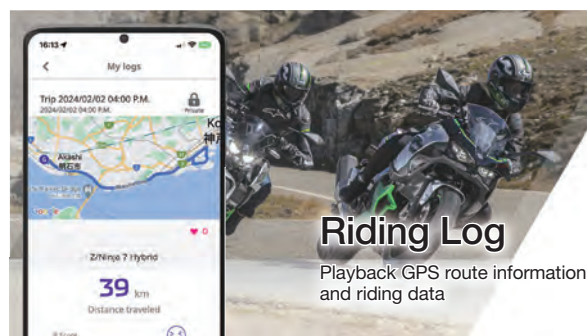 16:13
My logs
Trip 2024/02/02 04:00 P.M.
2024/02/02 04:00 P.M.
Private
Ko
神戸
Akashi
明石市
0
Z/Ninja 7 Hybrid
39 km
Distance traveled
Riding Log
Playback GPS route information
and riding data